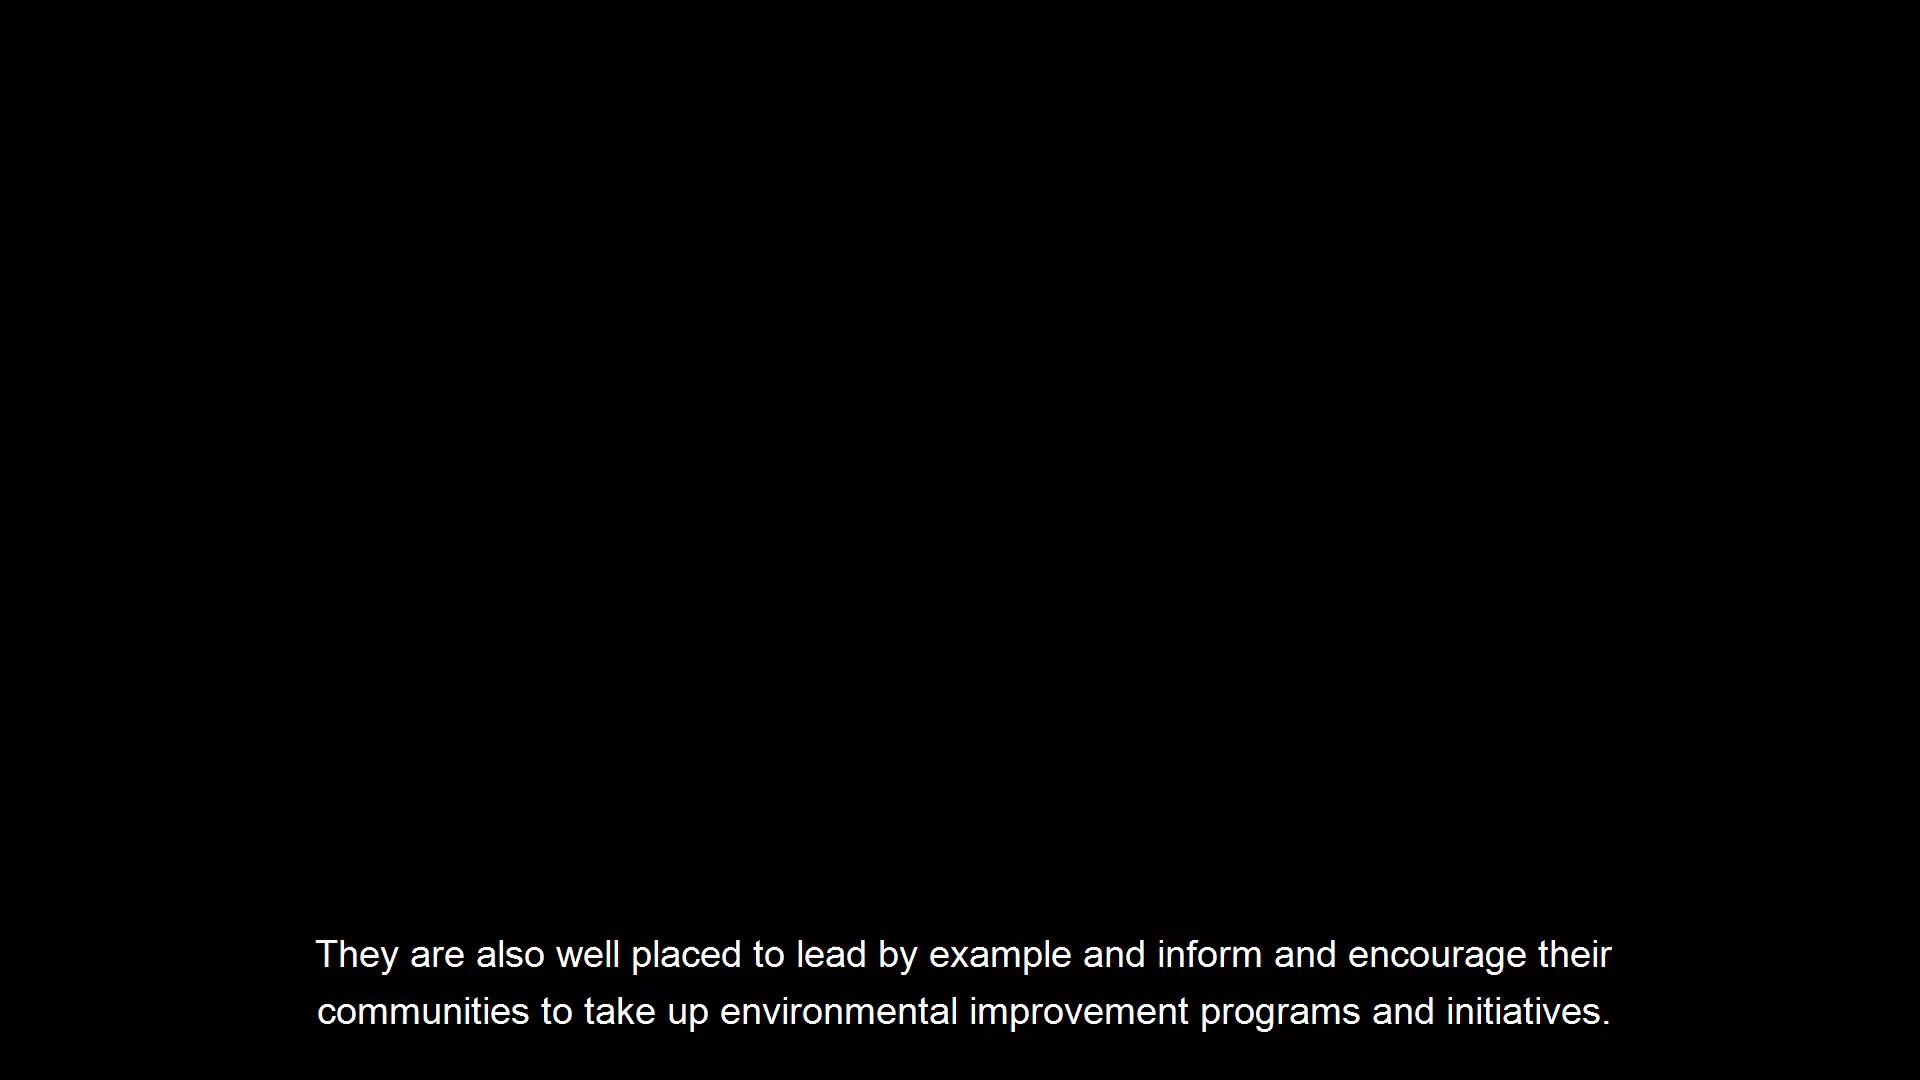 They are also well placed to lead by example and inform and encourage their
communities to take up environmental improvement programs and initiatives.